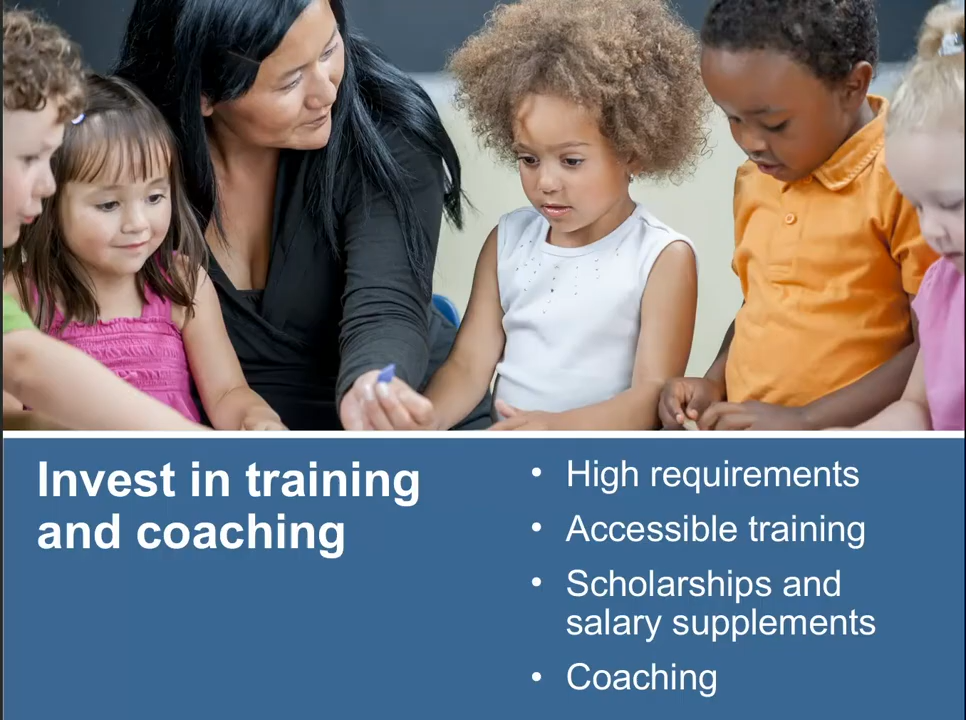 Invest in training
and coaching
• High requirements
• Accessible training
• Scholarships and
salary supplements
• Coaching